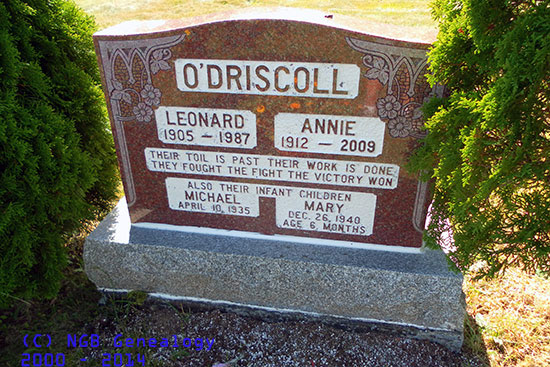 O'DRISCOLL
LEONARD
1905 - 1987
ANNIE
1912 - 2009
THEIR TOIL IS PAST THEIR WORK IS DONE
THEY FOUGHT THE FIGHT THE VICTORY WON
ALSO THEIR INFANT CHILDREN
MICHAEL
APRIL 10, 1935
MARY
DEC. 26, 1940
AGE 6 MONTHS
(C) NGB Genealogy
2000 - 2014